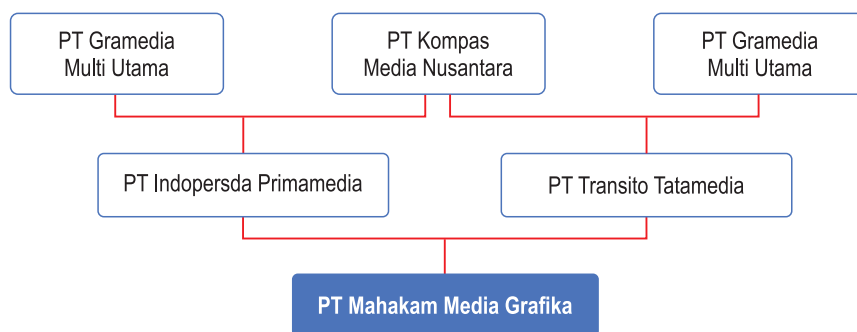 PT Gramedia
Multi Utama
PT Kompas
Media Nusantara
PT Gramedia
Multi Utama
PT Indopersda Primamedia
PT Transito Tatamedia
PT Mahakam Media Grafika